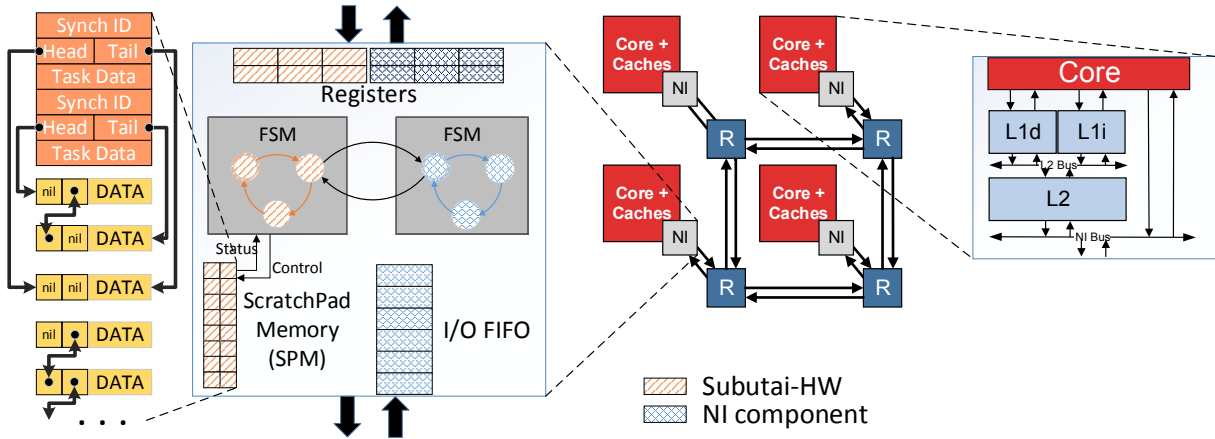 Synch ID
Head Tail
Task Data
Synch ID
Head Tail
Task Data
nil DATA
nil DATA
nil nil DATA
nil DATA
DATA
. . .
Registers
FSM
FSM
Status
Control
ScratchPad
Memory
(SPM)
I/O FIFO
Core +
Caches
NI
R
Core +
Caches
NI
R
Core +
Caches
NI
R
Core +
Caches
NI
R
Subutai-HW
NI component
Core
L1d
L1i
L2 Bus
L2
NI Bus